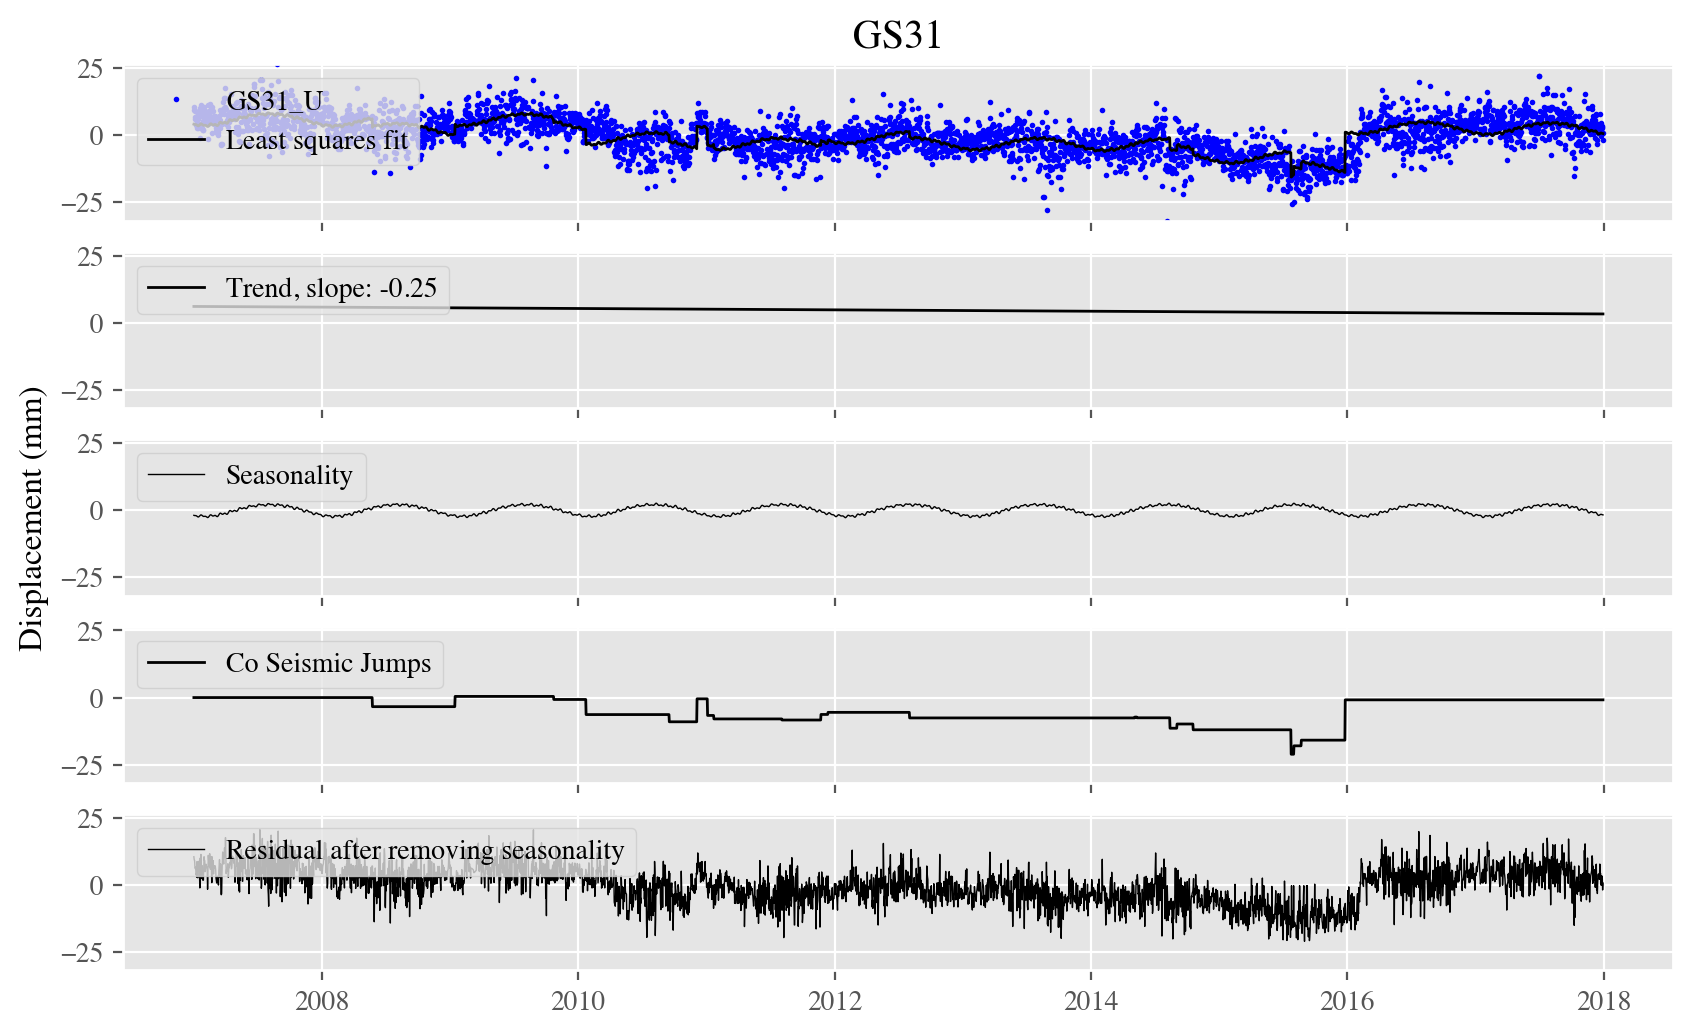 GS31
Displacement (mm)
25
0
−25
GS31_U
Least squares fit
25
0
−25
Trend, slope: -0.25
25
0
−25
Seasonality
25
0
−25
Co Seismic Jumps
25
0
−25
Residual after removing seasonality
2008 2010 2012 2014 2016 2018